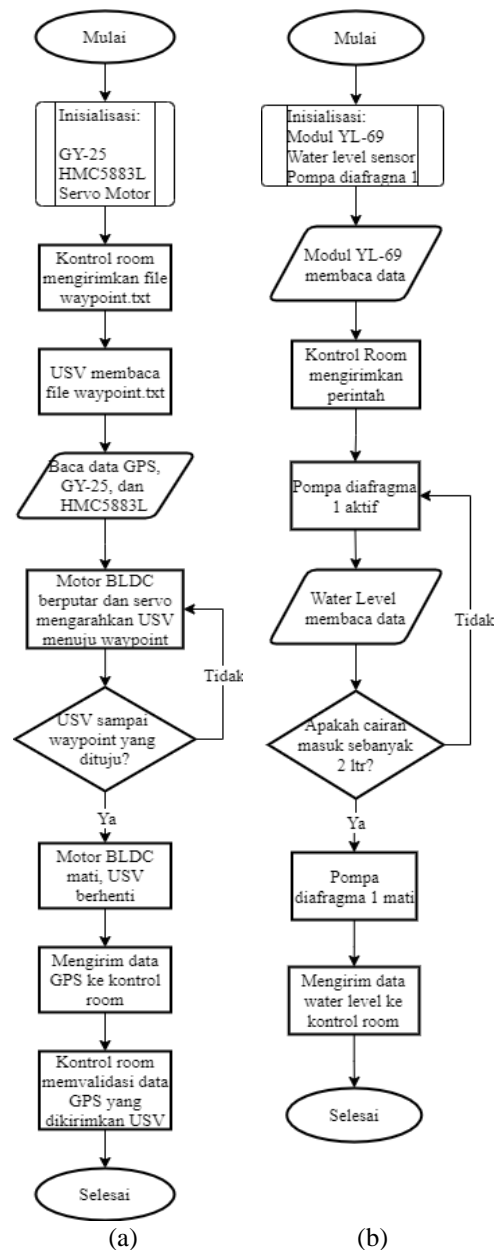 Mulai
Inisialisasi:
GY-25
HMC5883L
Servo Motor
Kontrol room
mengirimkan file
waypoint.txt
USV membaca
file waypoint.txt
Baca data GPS,
GY-25, dan
HMC5883L
Motor BLDC
berputar dan servo
mengarahkan USV
menuju waypoint
Tidak
USV sampai
waypoint yang
dituju?
Ya
Motor BLDC
mati, USV
berhenti
Mengirim data
GPS ke kontrol
room
Kontrol room
memvalidasi data
GPS yang
dikirimkan USV
Selesai
(a)
Mulai
Inisialisasi:
Modul YL-69
Water level sensor
Pompa diafragna 1
Modul YL-69
membaca data
Kontrol Room
mengirimkan
perintah
Pompa diafragma
1 aktif
Water Level
membaca data
Tidak
Apakah cairan
masuk sebanyak
2 ltr?
Ya
Pompa
diafragma 1 mati
Mengirim data
water level ke
kontrol room
Selesai
(b)